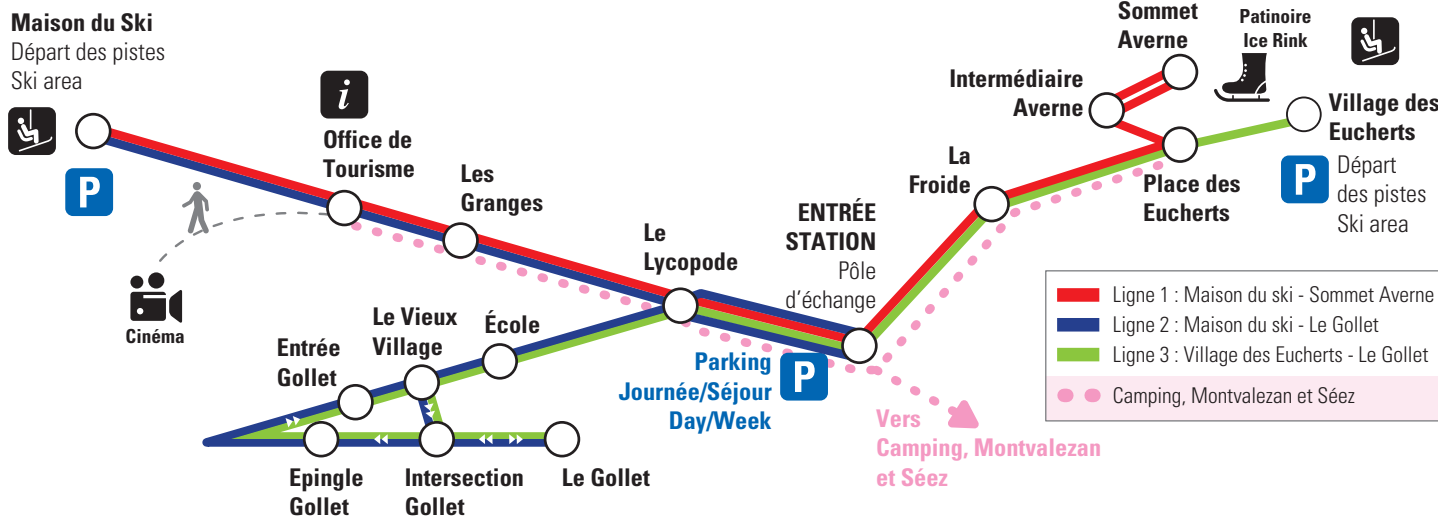 Maison du Ski
Départ des pistes
Ski area
P
i
Office de
Tourisme
Les
Granges
Cinéma
Le
Lycopode
ENTRÉE
STATION
Pôle
d'échange
La
Froide
Intermédiaire
Averne
Sommet
Averne
Patinoire
Ice Rink
Village des
Eucherts
P
Départ
des pistes
Ski area
Place des
Eucherts
École
Le Vieux
Village
Entrée
Gollet
Epingle
Gollet
Intersection
Gollet
Le Gollet
Parking
Journée/Séjour
Day/Week
P
Vers
Camping, Montvalezan
et Séez
Ligne 1 : Maison du ski - Sommet Averne
Ligne 2 : Maison du ski - Le Gollet
Ligne 3 : Village des Eucherts - Le Gollet
Camping, Montvalezan et Séez